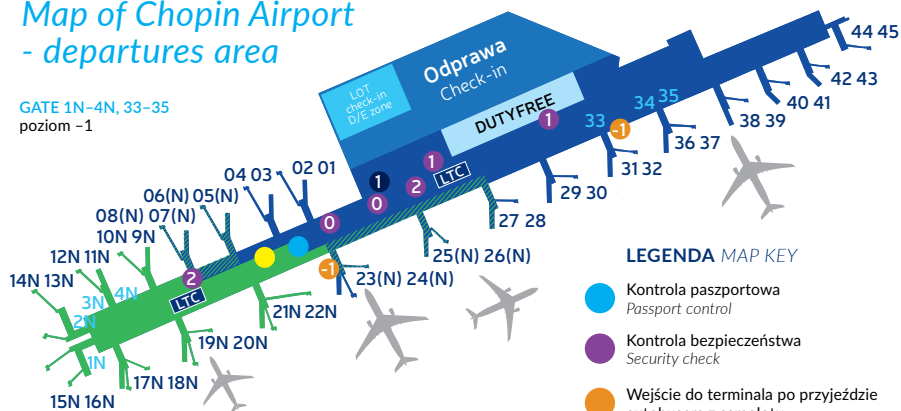 Map of Chopin Airport
- departures area
GATE 1N–4N, 33–35
poziom –1
LOT
check-in
D/E zone
Odprawa
Check-in
DUTYFREE
1
33
-1
34 35
44 45
42 43
40 41
38 39
36 37
31 32
29 30
27 28
1
LTC
2
1
0
0
02 01
04 03
06(N) 05(N)
08(N) 07(N)
10N 9N
12N 11N
14N 13N
4N
3N
2N
1N
2
LTC
-1
25(N) 26(N)
23(N) 24(N)
21N 22N
19N 20N
17N 18N
15N 16N
LEGENDA MAP KEY
Kontrola paszportowa
Passport control
Kontrola bezpieczeństwa
Security check
Wejście do terminala po przyjeździe